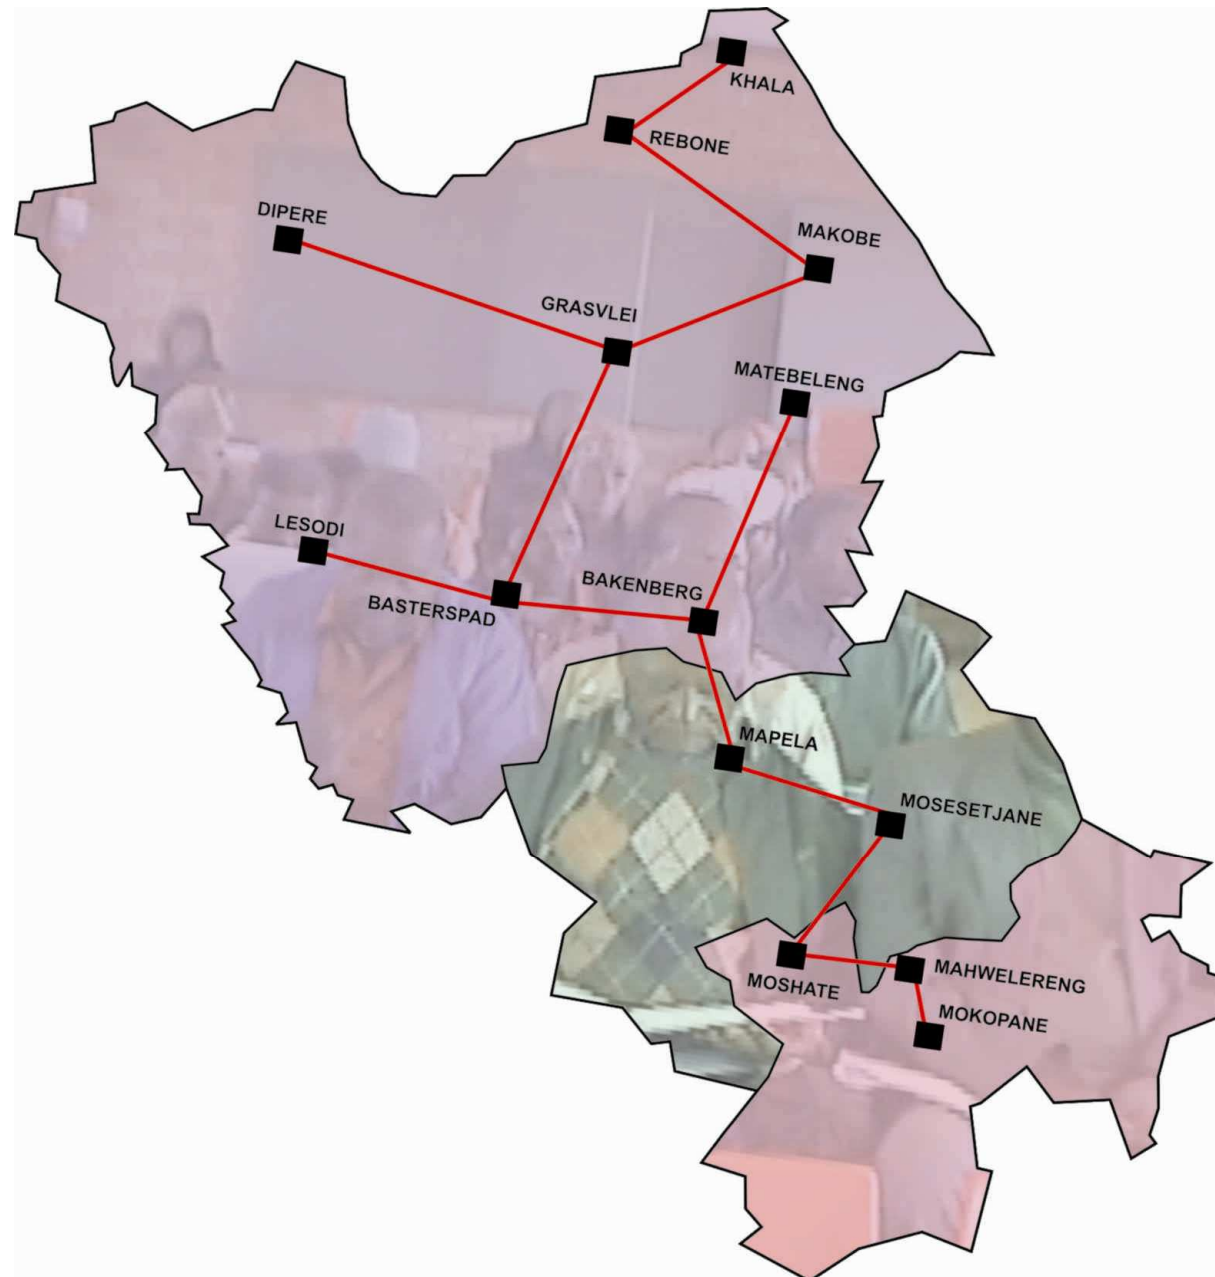 KHALA
REBONE
DIPERE
MAKOBE
GRASVLEI
MATEBELENG
LESODI
BAKENBERG
BASTERSPAD
MAPELA
MOSESETJANE
MAHWELERENG
MOSHATE
MOKOPANE